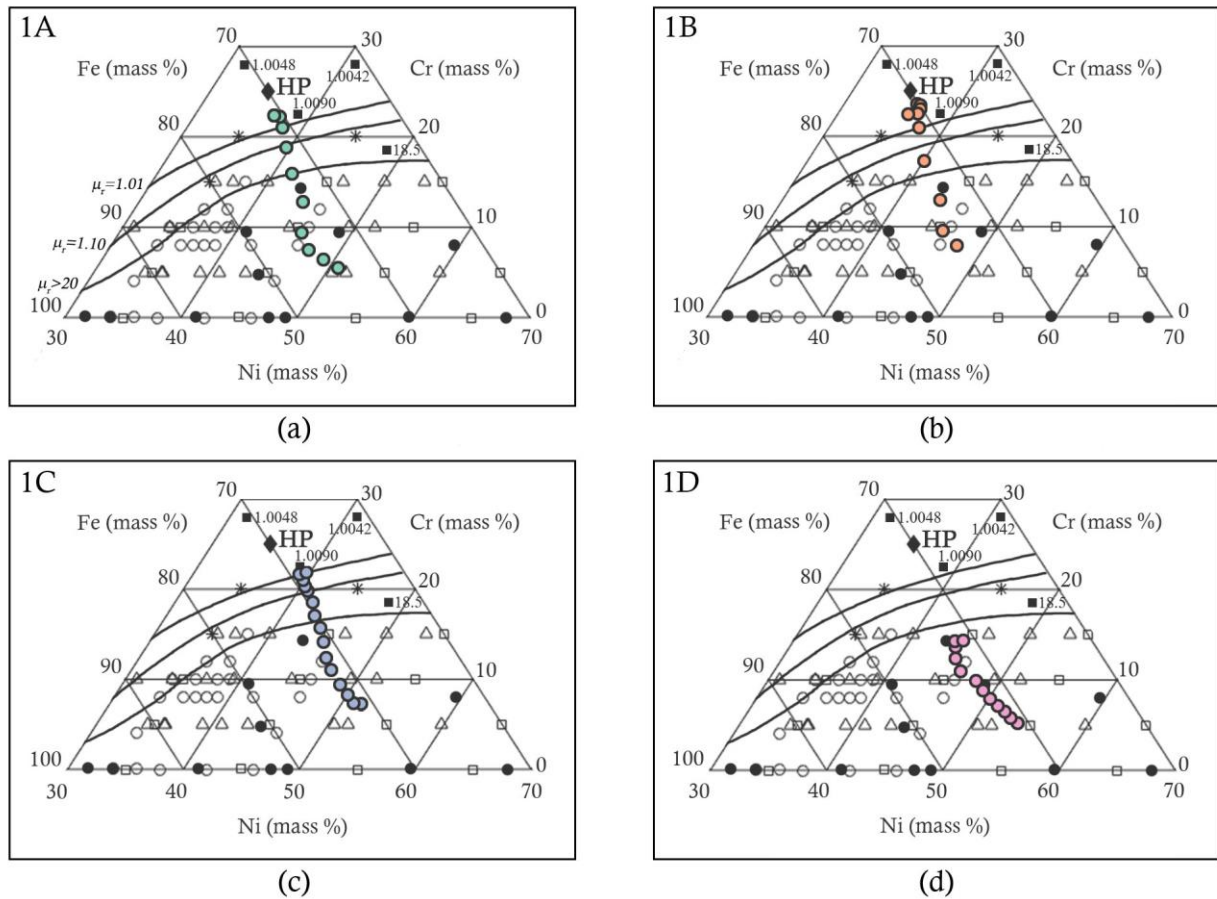 1A
70
30
Fe (mass %)
Cr (mass %)
1.0048
1.0042
HP
1.0090
80
20
18.5
μr=1.01
90
10
μr=1.10
μr>20
100
0
30
70
40
60
50
Ni (mass %)
(a)
1B
70
30
Fe (mass %)
Cr (mass %)
1.0048
1.0042
HP
1.0090
80
20
18.5
90
10
100
0
30
70
40
60
50
Ni (mass %)
(b)
1C
70
30
Fe (mass %)
Cr (mass %)
1.0048
1.0042
HP
1.0090
80
20
18.5
90
10
100
0
30
70
40
60
50
Ni (mass %)
(c)
1D
70
30
Fe (mass %)
Cr (mass %)
1.0048
1.0042
HP
1.0090
80
20
18.5
90
10
100
0
30
70
40
60
50
Ni (mass %)
(d)